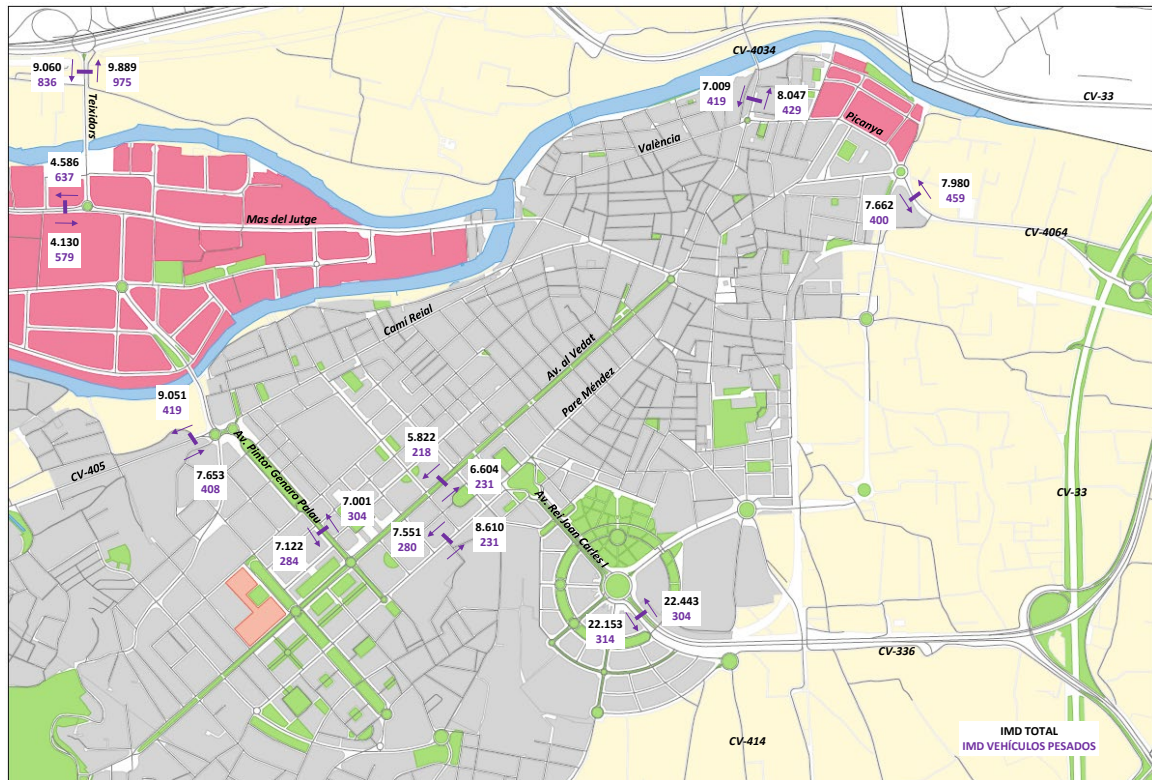 CV-4034
9.060
836
9.889
975
Teixidors
7.009
419
8.047
429
CV-33
Picanya
València
4.586
637
7.980
459
7.662
400
Mas del Jutge
4.130
579
CV-4064
Camí Reial
Av. al Vedat
Pare Méndez
9.051
419
5.822
218
6.604
231
CV-405
7.653
408
Av. Pintor Genaro Palau
7.001
304
7.551
280
8.610
231
Av. Rei Joan Carles I
CV-33
7.122
284
22.443
304
22.153
314
CV-336
CV-414
IMD TOTAL
IMD VEHÍCULOS PESADOS